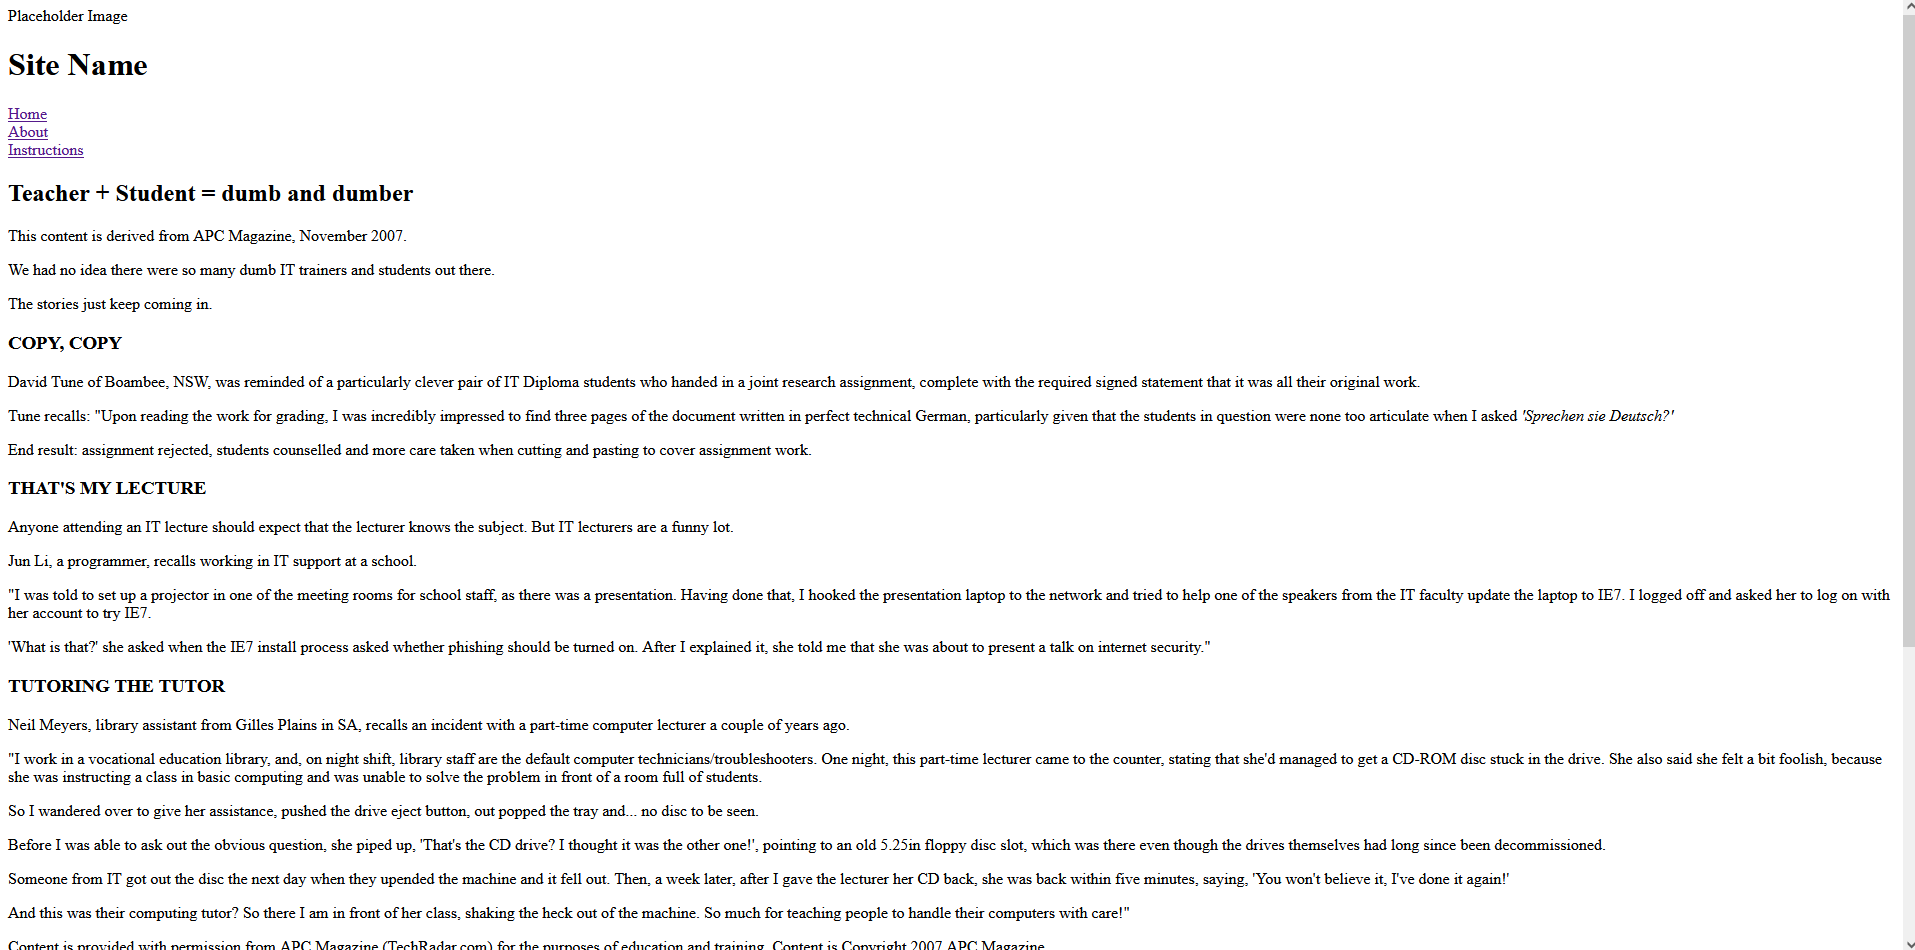 Placeholder Image
Site Name
Home
About
Instructions
Teacher + Student = dumb and dumber
This content is derived from APC Magazine, November 2007.
We had no idea there were so many dumb IT trainers and students out there.
The stories just keep coming in.
COPY, COPY
David Tune of Boambee, NSW, was reminded of a particularly clever pair of IT Diploma students who handed in a joint research assignment, complete with the required signed statement that it was all their original work.
Tune recalls: "Upon reading the work for grading, I was incredibly impressed to find three pages of the document written in perfect technical German, particularly given that the students in question were none too articulate when I asked 'Sprechen sie Deutsch?'
End result: assignment rejected, students counselled and more care taken when cutting and pasting to cover assignment work.
THAT'S MY LECTURE
Anyone attending an IT lecture should expect that the lecturer knows the subject. But IT lecturers are a funny lot.
Jun Li, a programmer, recalls working in IT support at a school.
"I was told to set up a projector in one of the meeting rooms for school staff, as there was a presentation. Having done that, I hooked the presentation laptop to the network and tried to help one of the speakers from the IT faculty update the laptop to IE7. I logged off and asked her to log on with
her account to try IE7.
'What is that?' she asked when the IE7 install process asked whether phishing should be turned on. After I explained it, she told me that she was about to present a talk on internet security."
TUTORING THE TUTOR
Neil Meyers, library assistant from Gilles Plains in SA, recalls an incident with a part-time computer lecturer a couple of years ago.
"I work in a vocational education library, and, on night shift, library staff are the default computer technicians/troubleshooters. One night, this part-time lecturer came to the counter, stating that she'd managed to get a CD-ROM disc stuck in the drive. She also said she felt a bit foolish, because
she was instructing a class in basic computing and was unable to solve the problem in front of a room full of students.
So I wandered over to give her assistance, pushed the drive eject button, out popped the tray and... no disc to be seen.
Before I was able to ask out the obvious question, she piped up, 'That's the CD drive? I thought it was the other one!', pointing to an old 5.25in floppy disc slot, which was there even though the drives themselves had long since been decommissioned.
Someone from IT got out the disc the next day when they upended the machine and it fell out. Then, a week later, after I gave the lecturer her CD back, she was back within five minutes, saying, 'You won't believe it, I've done it again!'
And this was their computing tutor? So there I am in front of her class, shaking the heck out of the machine. So much for teaching people to handle their computers with care!"
Content is provided with permission from APC Magazine (TechRadar.com) for the purposes of education and training. Content is Copyright 2007 APC Magazine